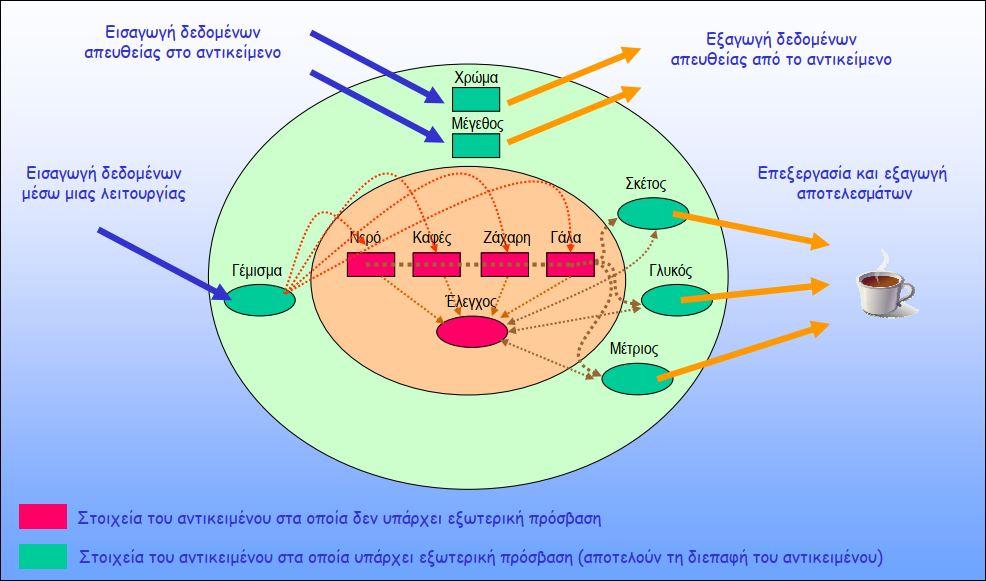 Εισαγωγή δεδομένων
απευθείας στο αντικείμενο
Εξαγωγή δεδομένων
απευθείας από το αντικείμενο
Χρώμα
Μέγεθος
Εισαγωγή δεδομένων
μέσω μιας λειτουργίας
Σκέτος
Επεξεργασία και εξαγωγή
αποτελεσμάτων
Νερό Καφές Ζάχαρη Γάλα
Γέμισμα
Γλυκός
Έλεγχος
Μέτριος
Στοιχεία του αντικειμένου στα οποία δεν υπάρχει εξωτερική πρόσβαση
Στοιχεία του αντικειμένου στα οποία υπάρχει εξωτερική πρόσβαση (αποτελούν τη διεπαφή του αντικειμένου)